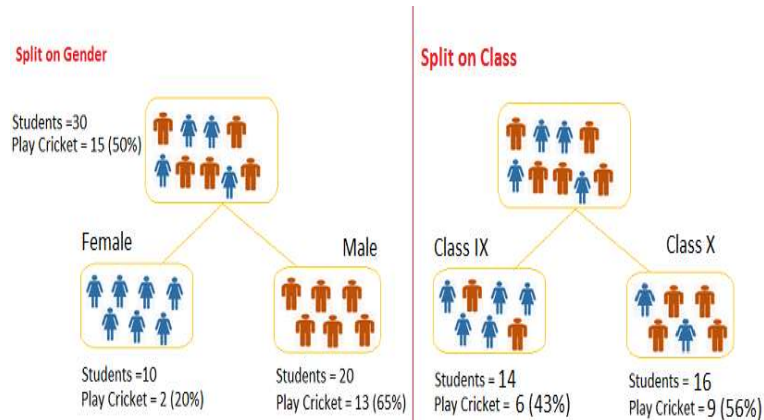 Split on Gender
Students =30
Play Cricket = 15 (50%)
Female
Male
Students =10
Play Cricket = 2 (20%)
Students =20
Play Cricket = 13 (65%)
Split on Class
Class IX
Class X
Students = 14
Play Cricket = 6 (43%)
Students = 16
Play Cricket = 9 (56%)